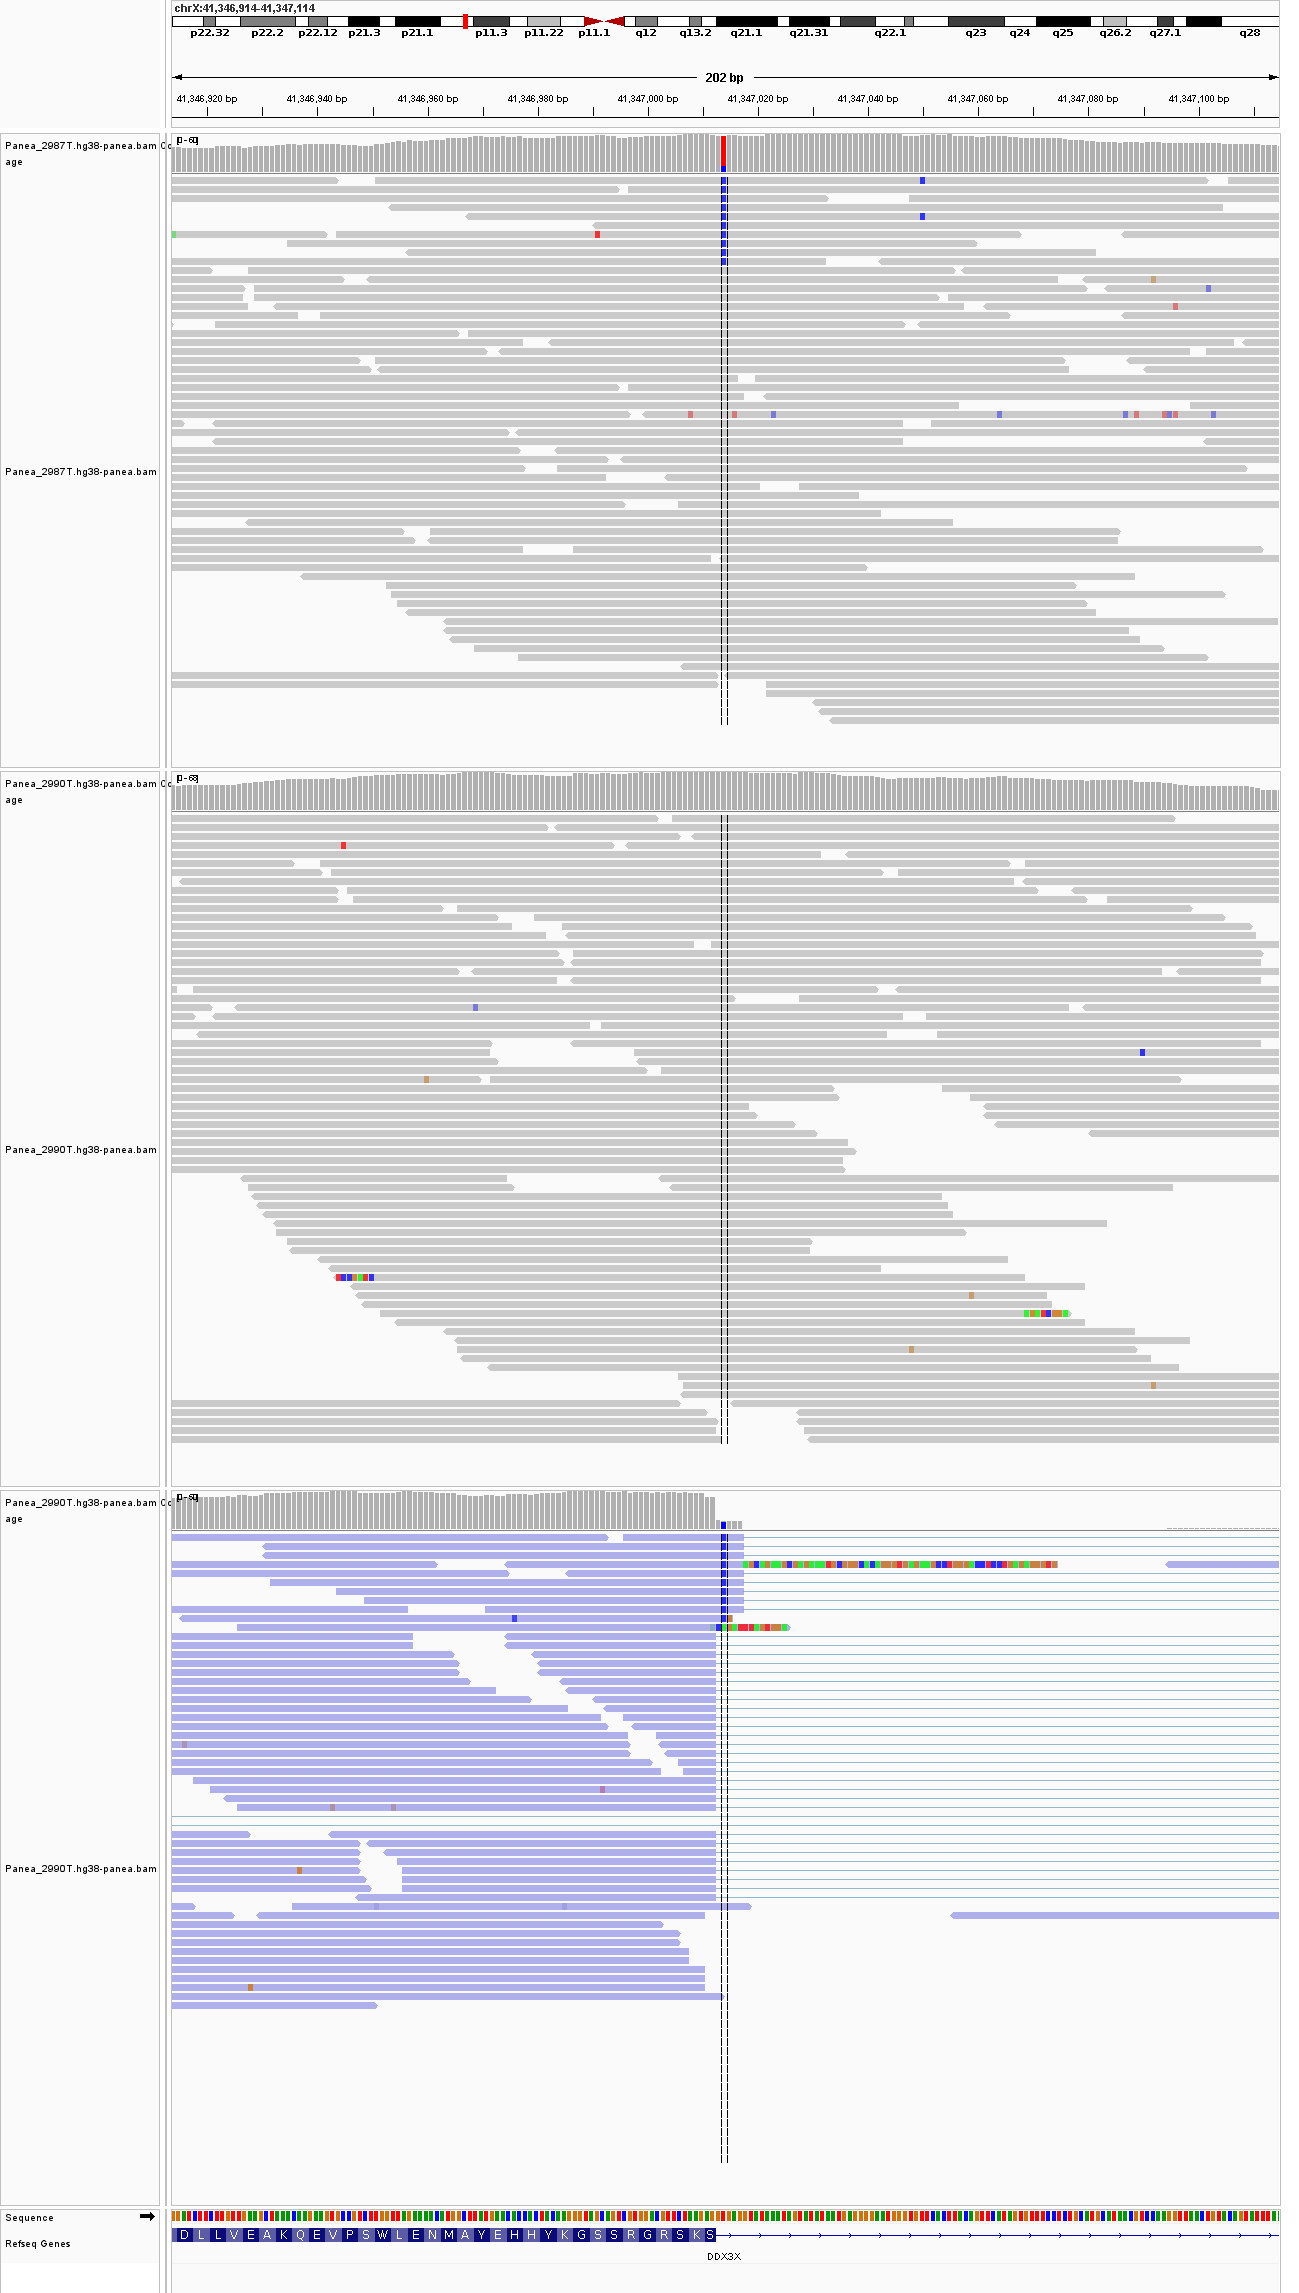 chrX:41,346,914-41,347,114
p22.32 p22.2 p22.12 p21.3 p21.1 p11.3 p11.22 p11.1 q12 q13.2 q21.1 q21.31 q22.1 q23 q24 q25 q26.2 q27.1 q28
202 bp
41,346,920 bp 41,346,940 bp 41,346,960 bp 41,346,980 bp 41,347,000 bp 41,347,020 bp 41,347,040 bp 41,347,060 bp 41,347,080 bp 41,347,100 bp
Panea_2987T.hg38-panea.bam Co
age
[0-60]
Panea_2987T.hg38-panea.bam
Panea_2990T.hg38-panea.bam Co
age
[0-68]
Panea_2990T.hg38-panea.bam
Panea_2990T.hg38-panea.bam Co
age
Panea_2990T.hg38-panea.bam
Sequence
Refseq Genes
D L L V E A K Q E V P S W L E N M A Y E H H Y K G S S R G R S K S
DDX3X